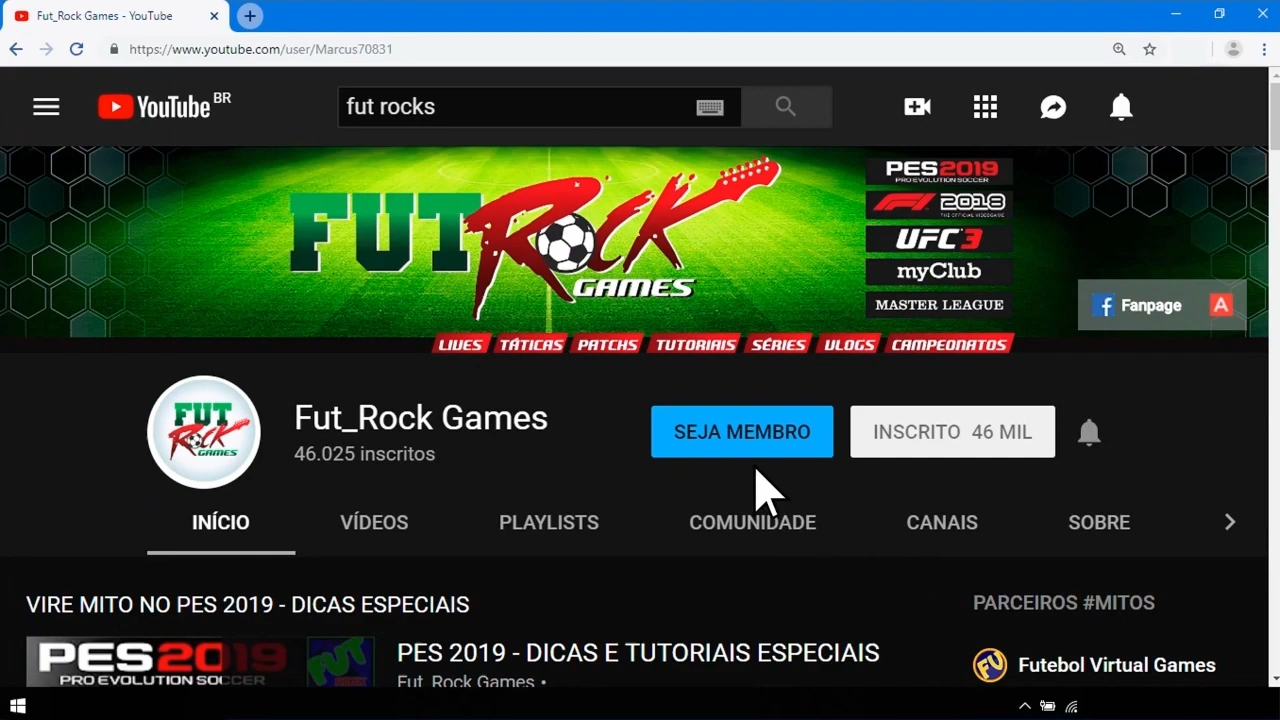 Fut_Rock Games - YouTube
https://www.youtube.com/user/Marcus70831
YouTube BR
fut rocks
FUT ROCK GAMES
PES2019
PRO EVOLUTION SOCCER
F1 2018
THE OFFICIAL VIDEOGAME
UFC 3
myClub
MASTER LEAGUE
f Fanpage
A
LIVES TÁTICAS PATCHS TUTORIAIS SÉRIES VLOGS CAMPEONATOS
FUT ROCK GAMES
Fut_Rock Games
46.025 inscritos
SEJA MEMBRO
INSCRITO 46 MIL
INÍCIO VÍDEOS PLAYLISTS COMUNIDADE CANAIS SOBRE
VIRE MITO NO PES 2019 - DICAS ESPECIAIS
PARCEIROS #MITOS
PES2019
PRO EVOLUTION SOCCER
FUT
PES 2019 - DICAS E TUTORIAIS ESPECIAIS
Fut_Rock Games •
FV Futebol Virtual Games